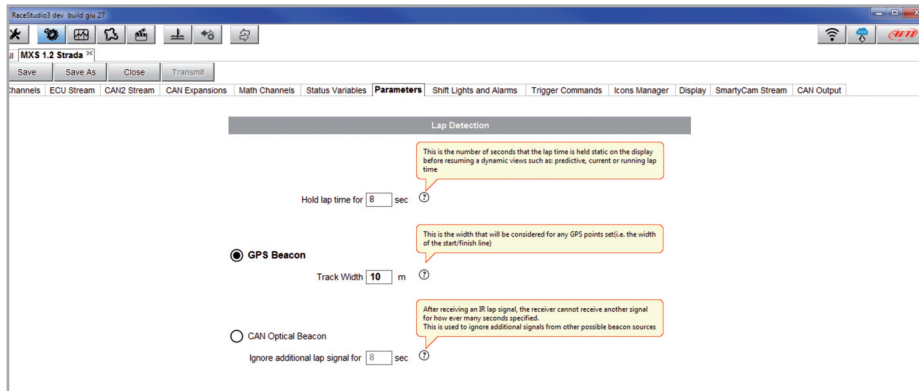 RaceStudio3 dev build giu 27
AiM
all MXS 1.2 Strada
Save Save As Close Transmit
Channels ECU Stream CAN2 Stream CAN Expansions Math Channels Status Variables Parameters Shift Lights and Alarms Trigger Commands Icons Manager Display SmartyCam Stream CAN Output
Lap Detection
This is the number of seconds that the lap time is held static on the display
before resuming a dynamic views such as: predictive, current or running lap
time
Hold lap time for 8 sec ?
This is the width that will be considered for any GPS points set(i.e. the width
of the start/finish line)
GPS Beacon
Track Width 10 m ?
After receiving an IR lap signal, the receiver cannot receive another signal
for how ever many seconds specified.
This is used to ignore additional signals from other possible beacon sources
CAN Optical Beacon
Ignore additional lap signal for 8 sec ?